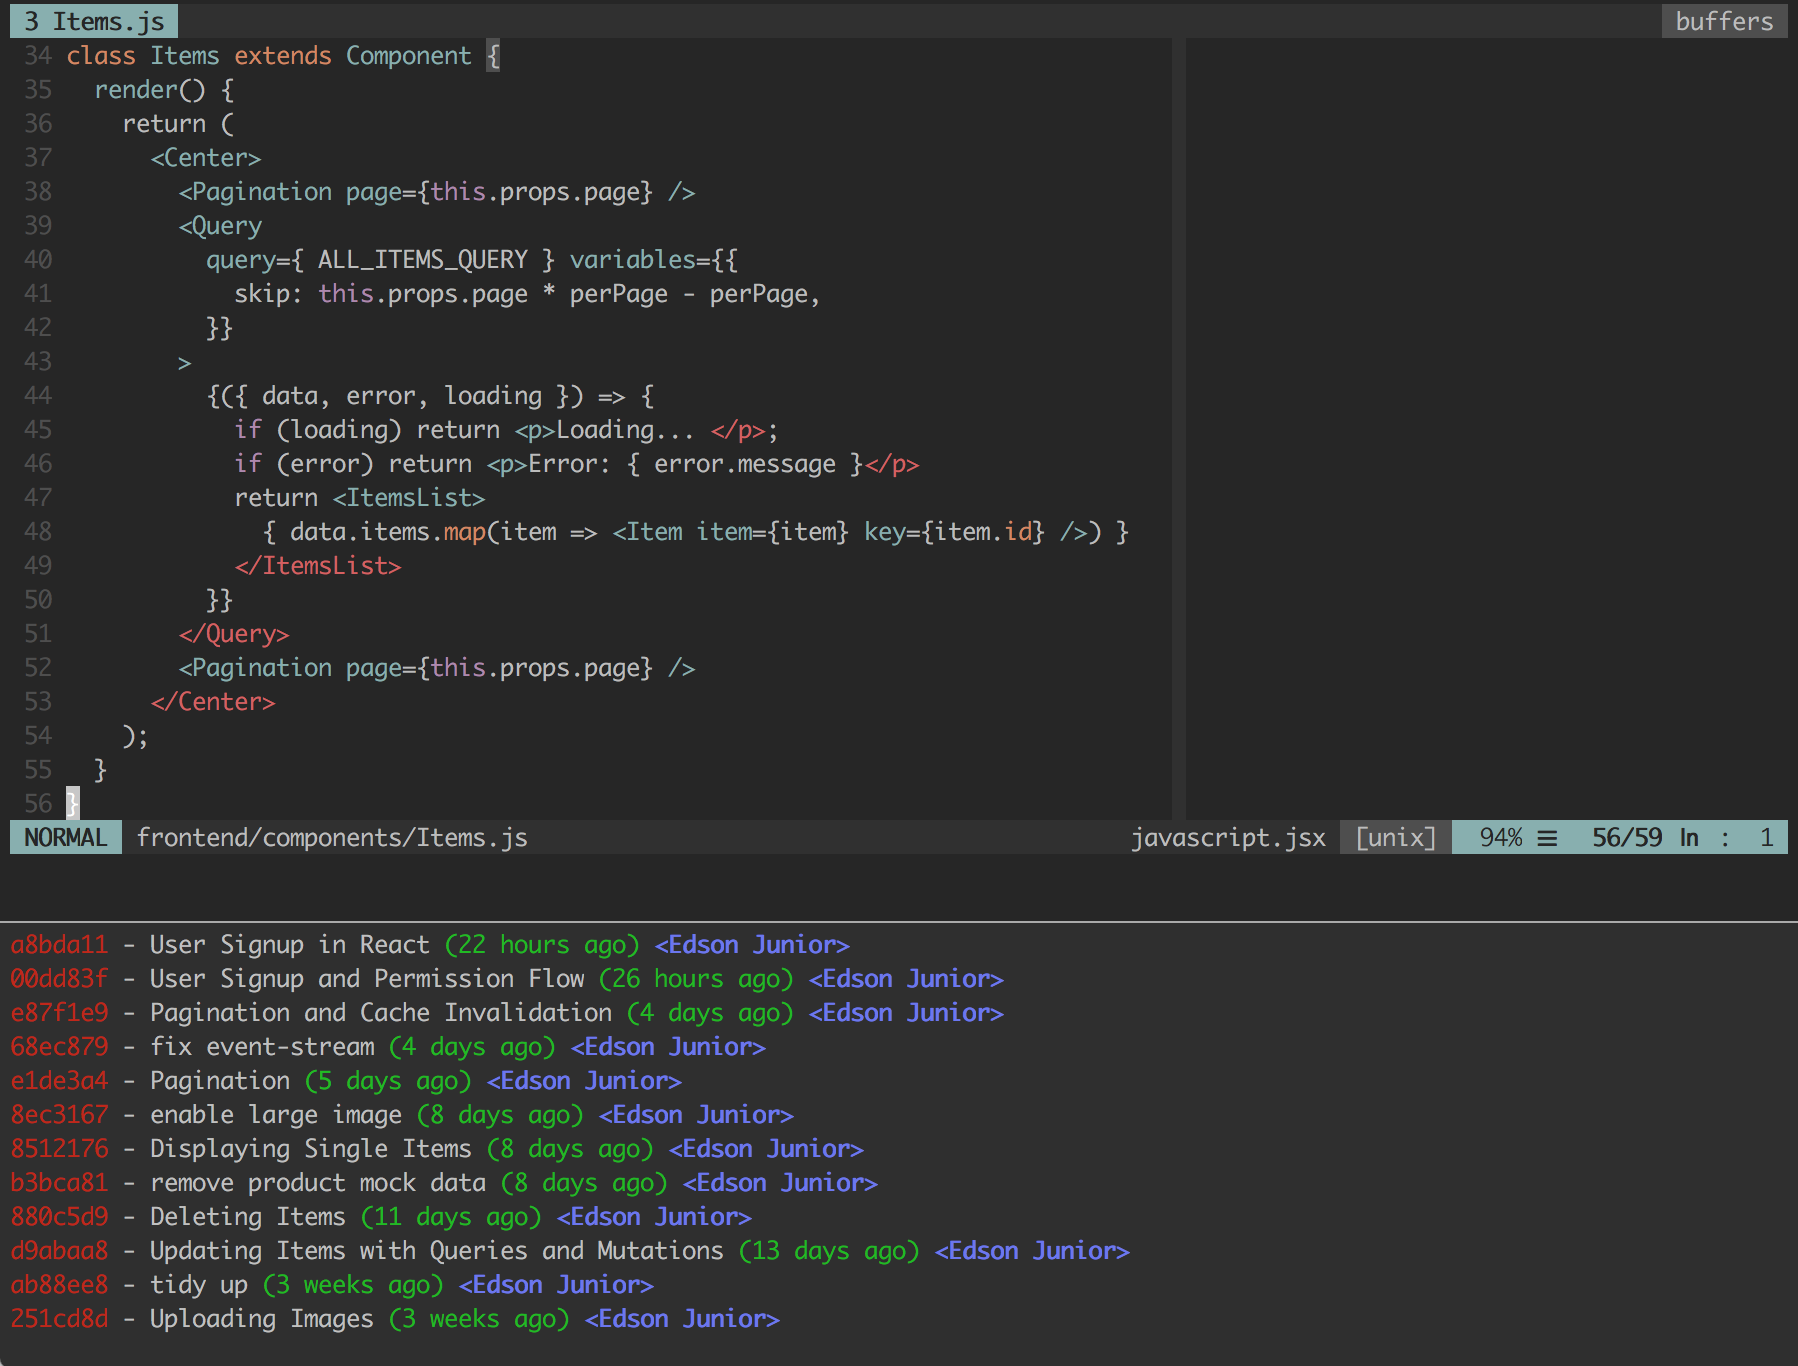 3 Items.js buffers
34 class Items extends Component {
35   render() {
36     return (
37       <Center>
38         <Pagination page={this.props.page} />
39         <Query
40           query={ ALL_ITEMS_QUERY } variables={{
41             skip: this.props.page * perPage - perPage,
42           }}
43         >
44           {({ data, error, loading }) => {
45             if (loading) return <p>Loading... </p>;
46             if (error) return <p>Error: { error.message }</p>
47             return <ItemsList>
48               { data.items.map(item => <Item item={item} key={item.id} />) }
49             </ItemsList>
50           }}
51         </Query>
52         <Pagination page={this.props.page} />
53       </Center>
54     );
55   }
56 }
NORMAL frontend/components/Items.js javascript.jsx [unix] 94% ≡ 56/59 ln : 1
a8bda11 - User Signup in React (22 hours ago) <Edson Junior>
00dd83f - User Signup and Permission Flow (26 hours ago) <Edson Junior>
e87f1e9 - Pagination and Cache Invalidation (4 days ago) <Edson Junior>
68ec879 - fix event-stream (4 days ago) <Edson Junior>
e1de3a4 - Pagination (5 days ago) <Edson Junior>
8ec3167 - enable large image (8 days ago) <Edson Junior>
8512176 - Displaying Single Items (8 days ago) <Edson Junior>
b3bca81 - remove product mock data (8 days ago) <Edson Junior>
880c5d9 - Deleting Items (11 days ago) <Edson Junior>
d9abaa8 - Updating Items with Queries and Mutations (13 days ago) <Edson Junior>
ab88ee8 - tidy up (3 weeks ago) <Edson Junior>
251cd8d - Uploading Images (3 weeks ago) <Edson Junior>